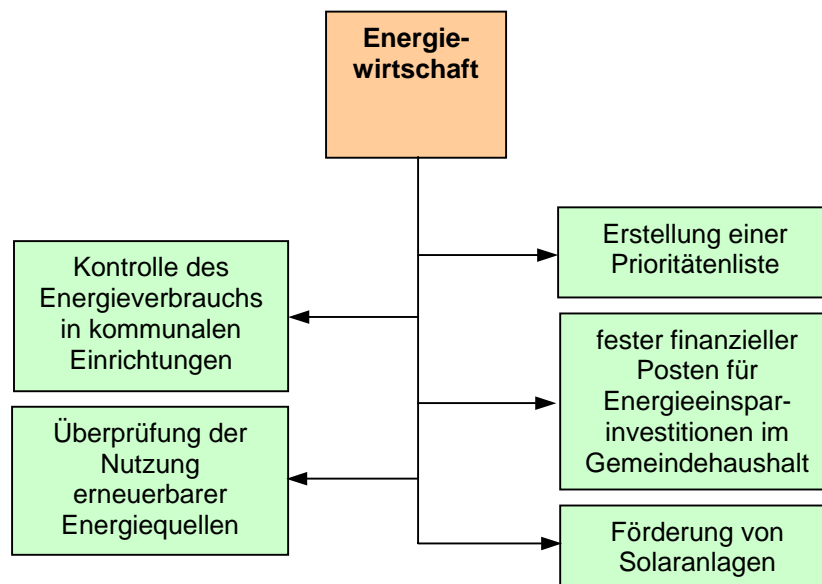 Energie-
wirtschaft
Kontrolle des
Energieverbrauchs
in kommunalen
Einrichtungen
Überprüfung der
Nutzung
erneuerbarer
Energiequellen
Erstellung einer
Prioritätenliste
fester finanzieller
Posten für
Energieeinspar-
investitionen im
Gemeindehaushalt
Förderung von
Solaranlagen